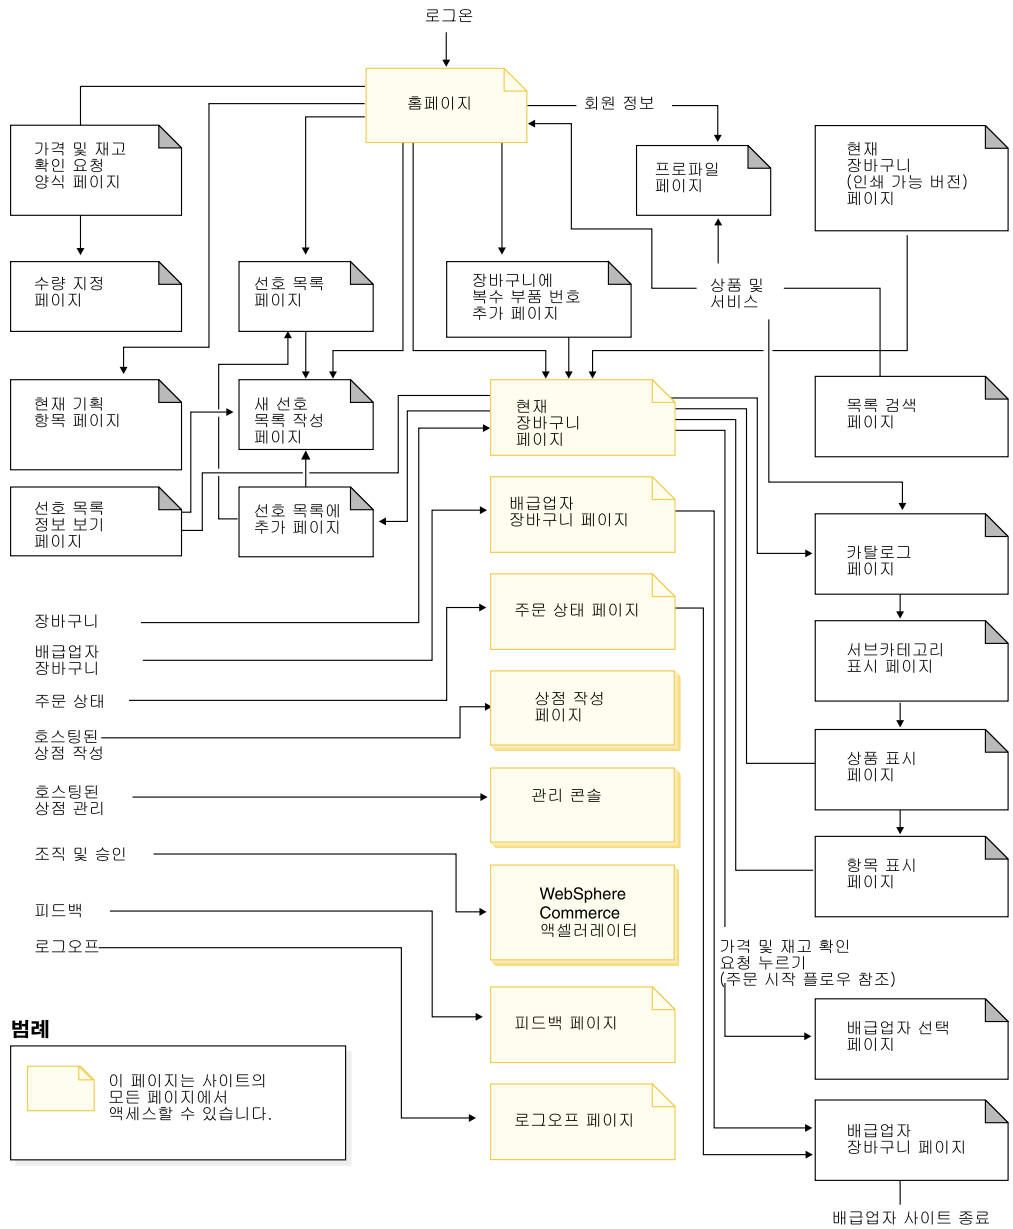 로그온
홈페이지
회원 정보
가격 및 재고
확인 요청
양식 페이지
프로파일
페이지
현재
장바구니
(인쇄 가능 버전)
페이지
수량 지정
페이지
선호 목록
페이지
장바구니에
복수 부품 번호
추가 페이지
상품 및
서비스
현재 기획
항목 페이지
새 선호
목록 작성
페이지
현재
장바구니
페이지
목록 검색
페이지
선호 목록
정보 보기
페이지
선호 목록에
추가 페이지
배급업자
장바구니 페이지
카탈로그
페이지
장바구니
주문 상태 페이지
배급업자
장바구니
서브카테고리
표시 페이지
주문 상태
상점 작성
페이지
호스팅된
상점 작성
상품 표시
페이지
호스팅된
상점 관리
관리 콘솔
조직 및 승인
항목 표시
페이지
WebSphere
Commerce
액셀러레이터
피드백
로그오프
가격 및 재고 확인
요청 누르기
(주문 시작 플로우 참조)
피드백 페이지
배급업자 선택
페이지
범례
이 페이지는 사이트의
모든 페이지에서
액세스할 수 있습니다.
로그오프 페이지
배급업자
장바구니 페이지
배급업자 사이트 종료